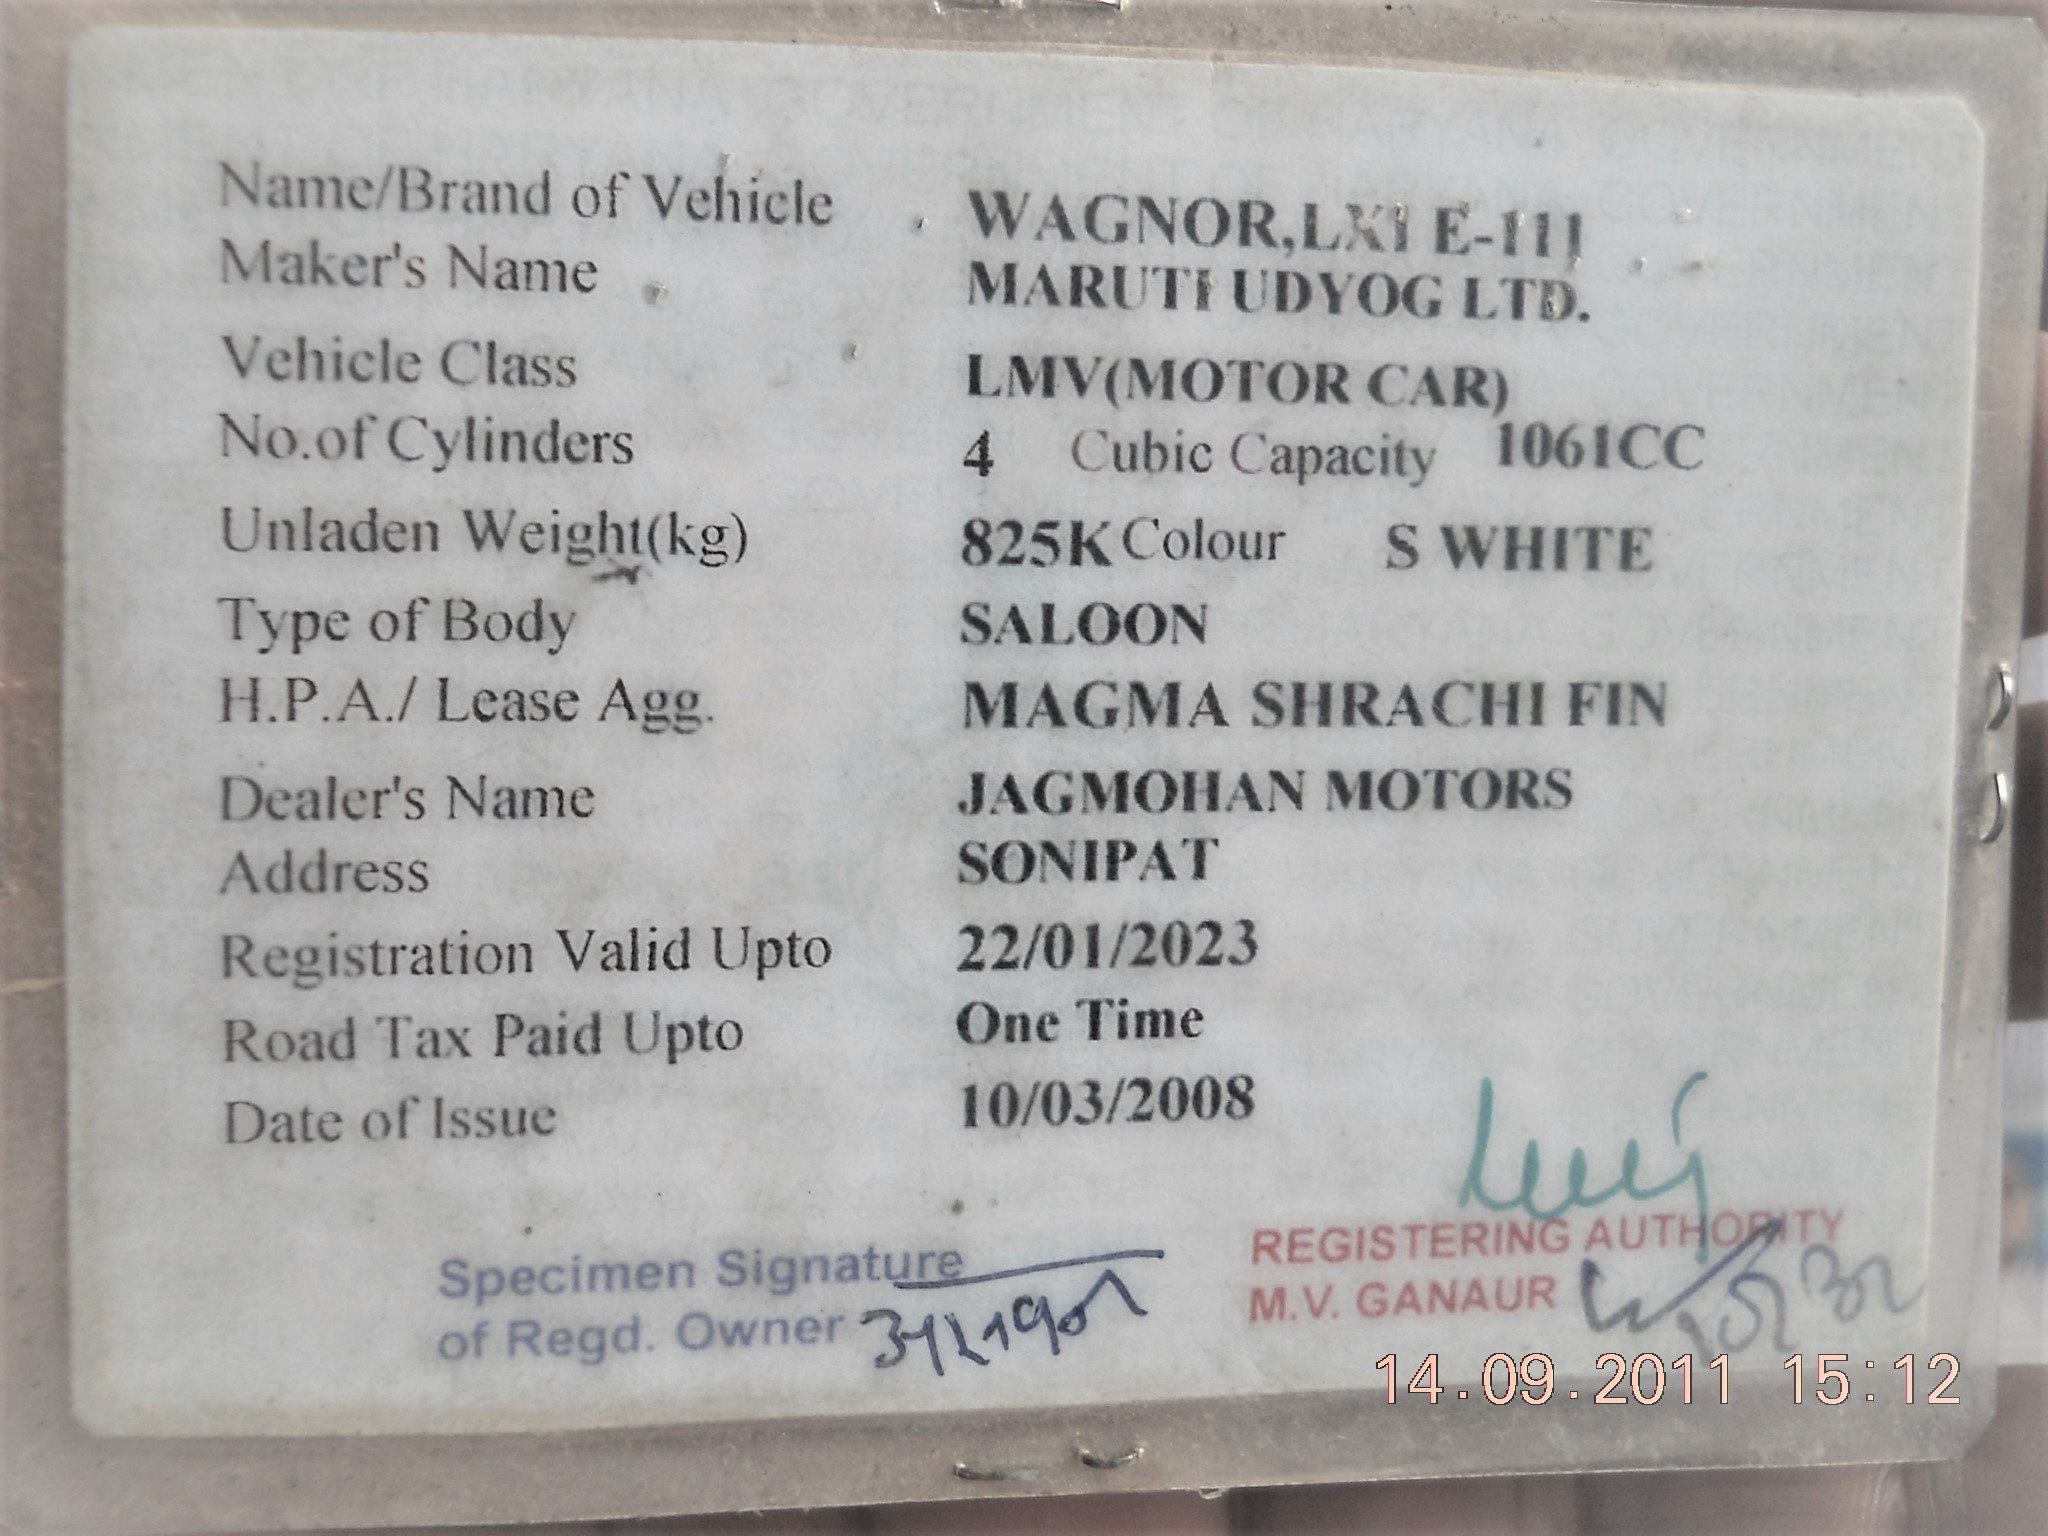 Name/Brand of Vehicle WAGNOR,LXI E-111
Maker's Name MARUTI UDYOG LTD.
Vehicle Class LMV(MOTOR CAR)
No.of Cylinders 4 Cubic Capacity 1061CC
Unladen Weight(kg) 825K Colour S WHITE
Type of Body SALOON
H.P.A./ Lease Agg. MAGMA SHRACHI FIN
Dealer's Name JAGMOHAN MOTORS
Address SONIPAT
Registration Valid Upto 22/01/2023
Road Tax Paid Upto One Time
Date of Issue 10/03/2008
Specimen Signature
of Regd. Owner
REGISTERING AUTHORITY
M.V. GANAUR
14.09.2011 15:12